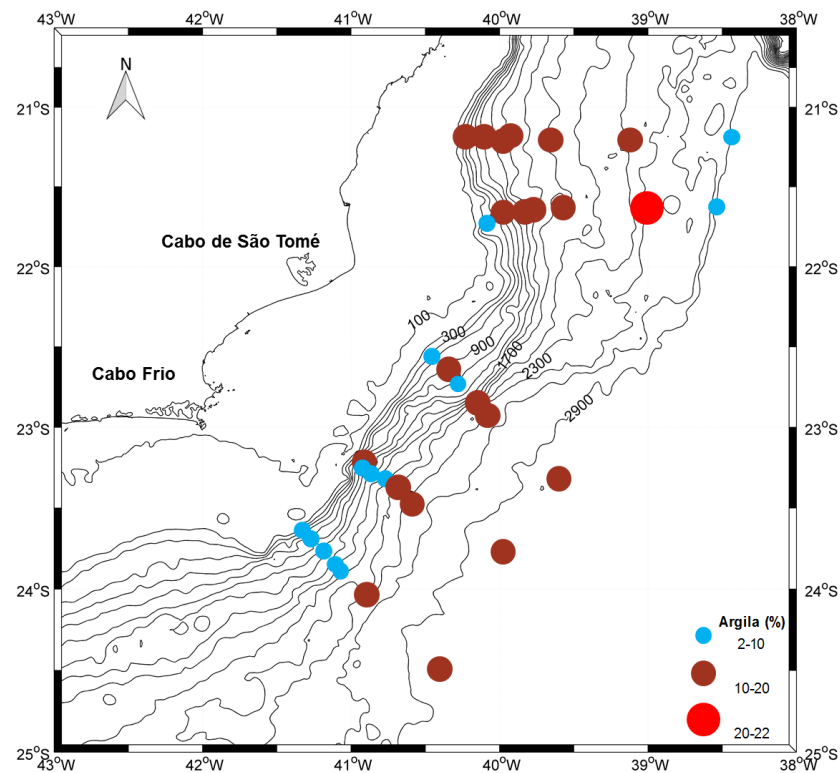 43°W 42°W 41°W 40°W 39°W 38°W
N
21°S 21°S
Cabo de São Tomé
22°S 22°S
100
300
900
1700
2300
Cabo Frio
2900
23°S 23°S
24°S 24°S
Argila (%)
2-10
10-20
20-22
25°S 25°S
43°W 42°W 41°W 40°W 39°W 38°W